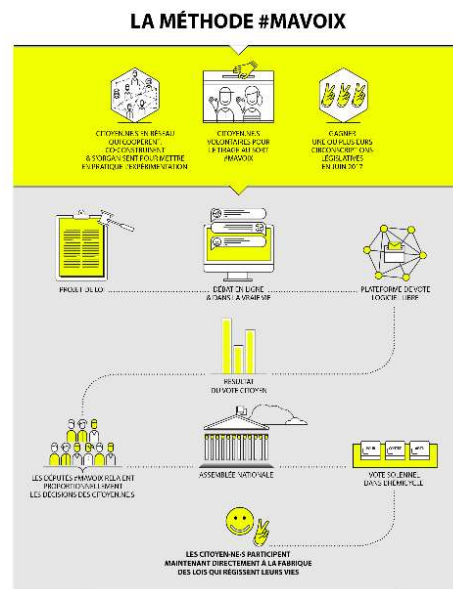 LA MÉTHODE #MAVOIX
CITOYEN.NE.S EN RÉSEAU
QUI COOPÈRENT,
CO-CONSTRUISENT
& S'ORGANISENT POUR METTRE
EN PRATIQUE L'EXPÉRIMENTATION
CITOYEN.NE.S
VOLONTAIRES POUR
LE TIRAGE AU SORT
#MAVOIX
GAGNER
UNE OU PLUSIEURS
CIRCONSCRIPTIONS
LÉGISLATIVES
EN JUIN 2017
PROJET DE LOI
DÉBAT EN LIGNE
& DANS LA VRAIE VIE
PLATEFORME DE VOTE
LOGICIEL LIBRE
RÉSULTAT
DU VOTE CITOYEN
LES DÉPUTÉS #MAVOIX RELAIENT
PROPORTIONNELLEMENT
LES DÉCISIONS DES CITOYEN.NE.S
ASSEMBLÉE NATIONALE
VOTE SOLENNEL
DANS L'HÉMICYCLE
LES CITOYEN·NE·S PARTICIPENT
MAINTENANT DIRECTEMENT À LA FABRIQUE
DES LOIS QUI RÉGISSENT LEURS VIES